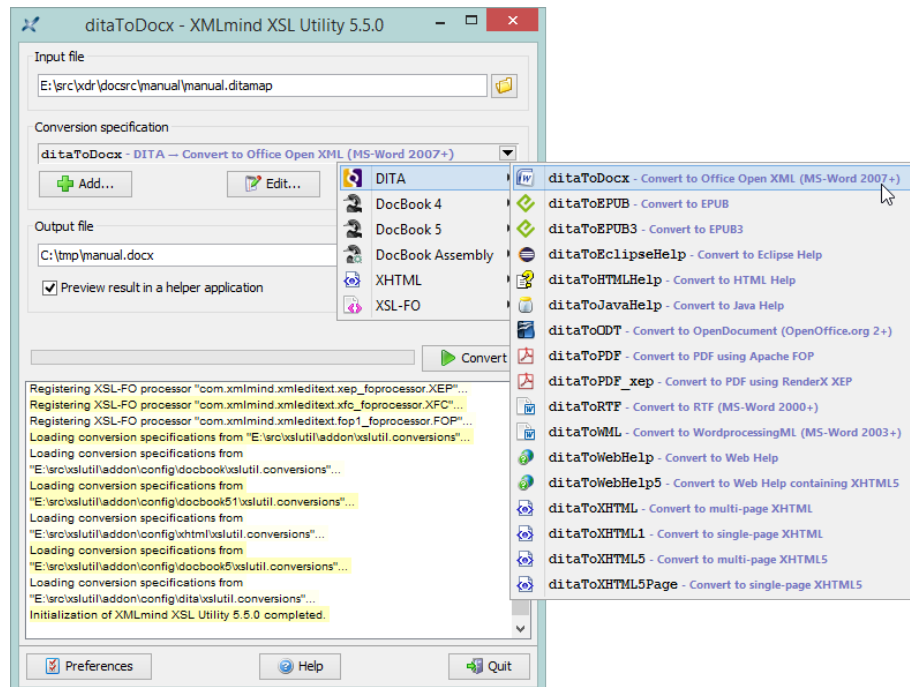 ditaToDocx - XMLmind XSL Utility 5.5.0
Input file
E:\src\xdr\docsrc\manual\manual.ditamap
Conversion specification
ditaToDocx - DITA → Convert to Office Open XML (MS-Word 2007+)
Add...
Edit...
Output file
C:\tmp\manual.docx
Preview result in a helper application
Convert
DITA
DocBook 4
DocBook 5
DocBook Assembly
XHTML
XSL-FO
ditaToDocx - Convert to Office Open XML (MS-Word 2007+)
ditaToEPUB - Convert to EPUB
ditaToEPUB3 - Convert to EPUB3
ditaToEclipseHelp - Convert to Eclipse Help
ditaToHTMLHelp - Convert to HTML Help
ditaToJavaHelp - Convert to Java Help
ditaToODT - Convert to OpenDocument (OpenOffice.org 2+)
ditaToPDF - Convert to PDF using Apache FOP
ditaToPDF_xep - Convert to PDF using RenderX XEP
ditaToRTF - Convert to RTF (MS-Word 2000+)
ditaToWML - Convert to WordprocessingML (MS-Word 2003+)
ditaToWebHelp - Convert to Web Help
ditaToWebHelp5 - Convert to Web Help containing XHTML5
ditaToXHTML - Convert to multi-page XHTML
ditaToXHTML1 - Convert to single-page XHTML
ditaToXHTML5 - Convert to multi-page XHTML5
ditaToXHTML5Page - Convert to single-page XHTML5
Registering XSL-FO processor "com.xmlmind.xmleditext.xep_foprocessor.XEP"...
Registering XSL-FO processor "com.xmlmind.xmleditext.xfc_foprocessor.XFC"...
Registering XSL-FO processor "com.xmlmind.xmleditext.fop1_foprocessor.FOP"...
Loading conversion specifications from "E:\src\xslutil\addon\xslutil.conversions"...
Loading conversion specifications from
"E:\src\xslutil\addon\config\docbook\xslutil.conversions"...
Loading conversion specifications from
"E:\src\xslutil\addon\config\docbook51\xslutil.conversions"...
Loading conversion specifications from
"E:\src\xslutil\addon\config\xhtml\xslutil.conversions"...
Loading conversion specifications from
"E:\src\xslutil\addon\config\docbook5\xslutil.conversions"...
Loading conversion specifications from
"E:\src\xslutil\addon\config\dita\xslutil.conversions"...
Initialization of XMLmind XSL Utility 5.5.0 completed.
Preferences
Help
Quit